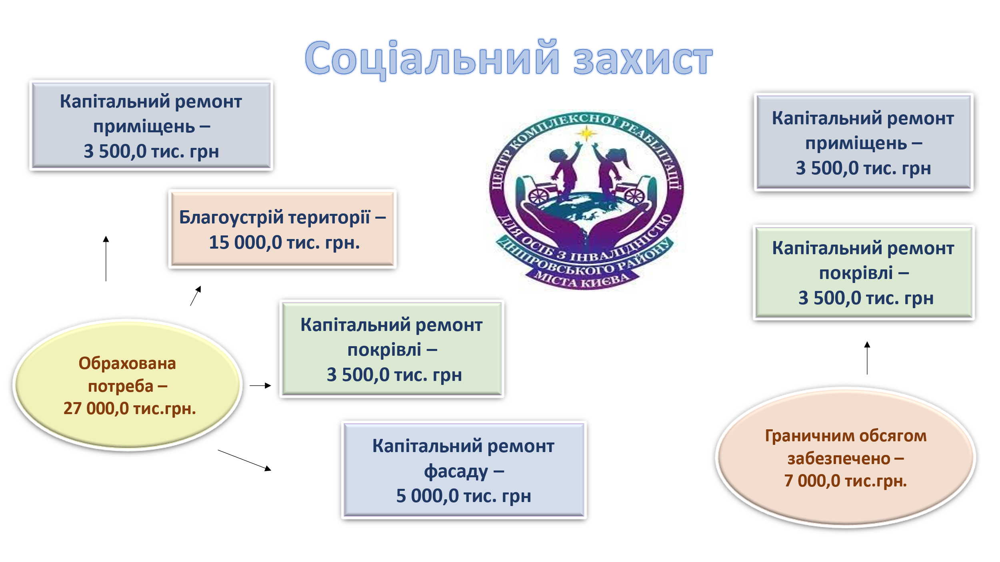 Соціальний захист
Капітальний ремонт
приміщень –
3 500,0 тис. грн
Благоустрій території –
15 000,0 тис. грн.
Капітальний ремонт
покрівлі –
3 500,0 тис. грн
Капітальний ремонт
фасаду –
5 000,0 тис. грн
Обрахована
потреба –
27 000,0 тис.грн.
ЦЕНТР КОМПЛЕКСНОЇ РЕАБІЛІТАЦІЇ
ДЛЯ ОСІБ З ІНВАЛІДНІСТЮ
ДНІПРОВСЬКОГО РАЙОНУ
МІСТА КИЄВА
Капітальний ремонт
приміщень –
3 500,0 тис. грн
Капітальний ремонт
покрівлі –
3 500,0 тис. грн
Граничним обсягом
забезпечено –
7 000,0 тис.грн.